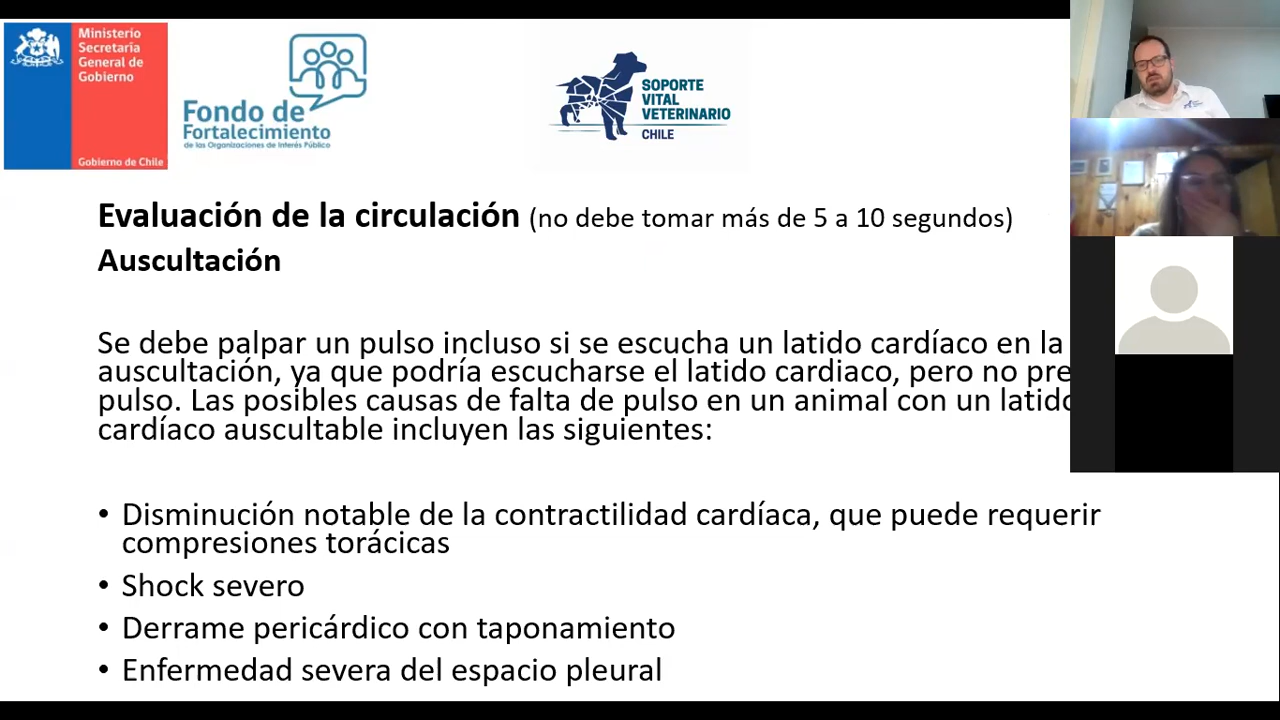 Ministerio
Secretaría
General de
Gobierno
Gobierno de Chile
Fondo de
Fortalecimiento
de las Organizaciones de Interés Público
SOPORTE
VITAL
VETERINARIO
CHILE
Evaluación de la circulación (no debe tomar más de 5 a 10 segundos)
Auscultación
Se debe palpar un pulso incluso si se escucha un latido cardíaco en la
auscultación, ya que podría escucharse el latido cardiaco, pero no pre
pulso. Las posibles causas de falta de pulso en un animal con un latido
cardíaco auscultable incluyen las siguientes:
• Disminución notable de la contractilidad cardíaca, que puede requerir
compresiones torácicas
• Shock severo
• Derrame pericárdico con taponamiento
• Enfermedad severa del espacio pleural